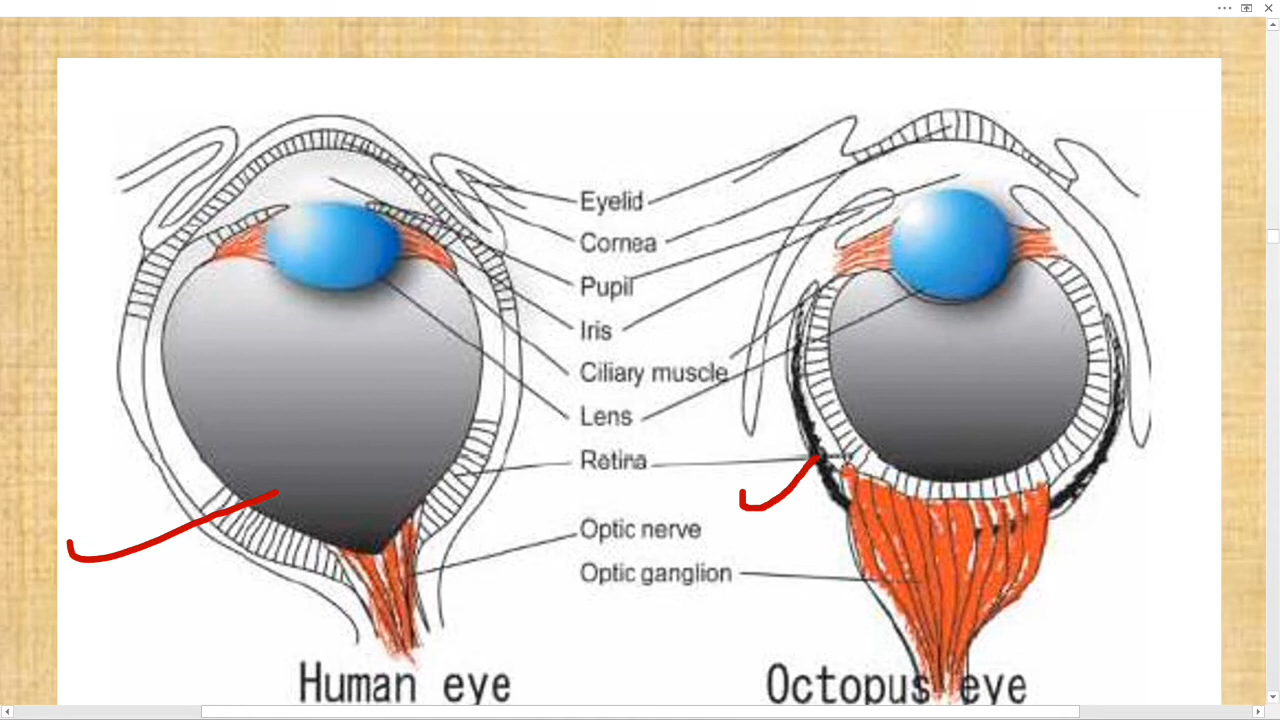 Eyelid
Cornea
Pupil
Iris
Ciliary muscle
Lens
Retina
Optic nerve
Optic ganglion
Human eye
Octopus eye